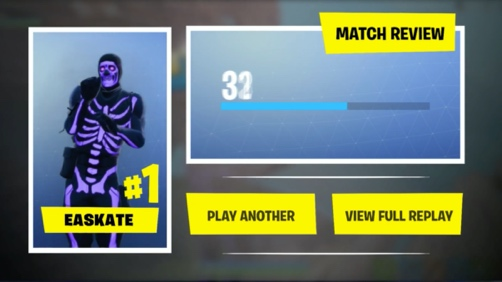 MATCH REVIEW
32
#1
EASKATE
PLAY ANOTHER
VIEW FULL REPLAY